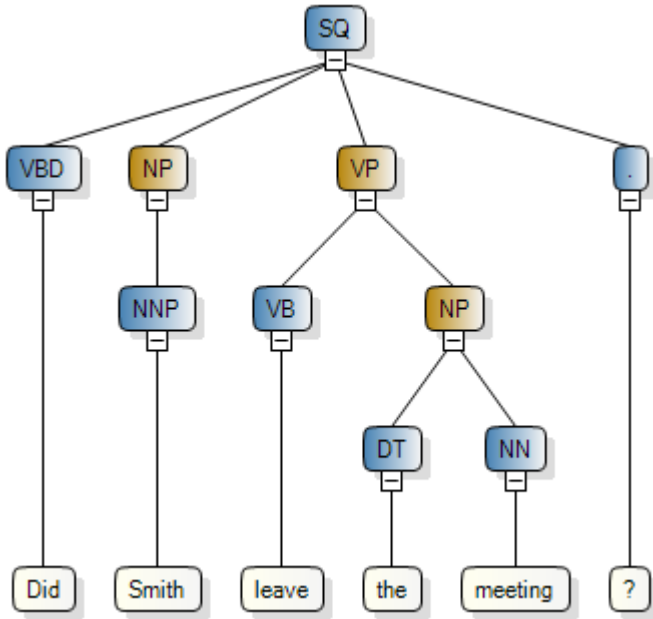 SQ
VBD NP VP .
NNP VB NP
DT NN
Did Smith leave the meeting ?